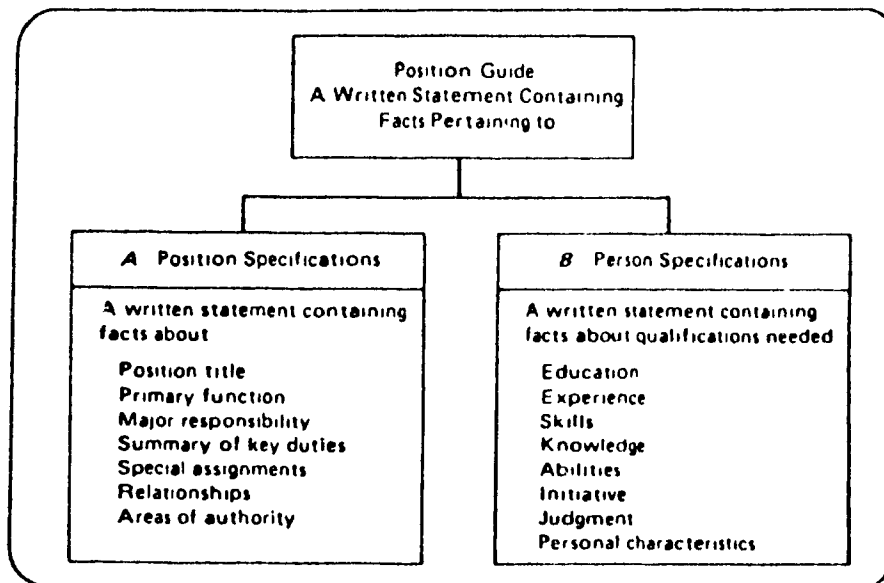 Position Guide
A Written Statement Containing
Facts Pertaining to
A Position Specifications
A written statement containing
facts about
Position title
Primary function
Major responsibility
Summary of key duties
Special assignments
Relationships
Areas of authority
B Person Specifications
A written statement containing
facts about qualifications needed
Education
Experience
Skills
Knowledge
Abilities
Initiative
Judgment
Personal characteristics